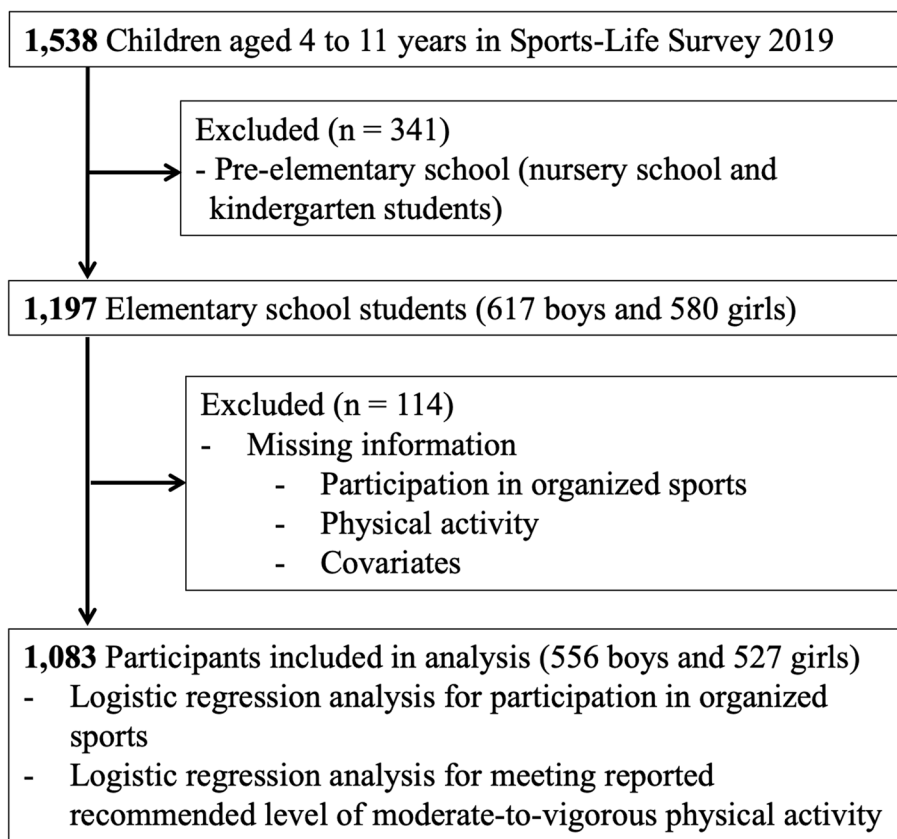 1,538 Children aged 4 to 11 years in Sports-Life Survey 2019
Excluded (n = 341)
- Pre-elementary school (nursery school and
kindergarten students)
1,197 Elementary school students (617 boys and 580 girls)
Excluded (n = 114)
- Missing information
- Participation in organized sports
- Physical activity
- Covariates
1,083 Participants included in analysis (556 boys and 527 girls)
- Logistic regression analysis for participation in organized
sports
- Logistic regression analysis for meeting reported
recommended level of moderate-to-vigorous physical activity